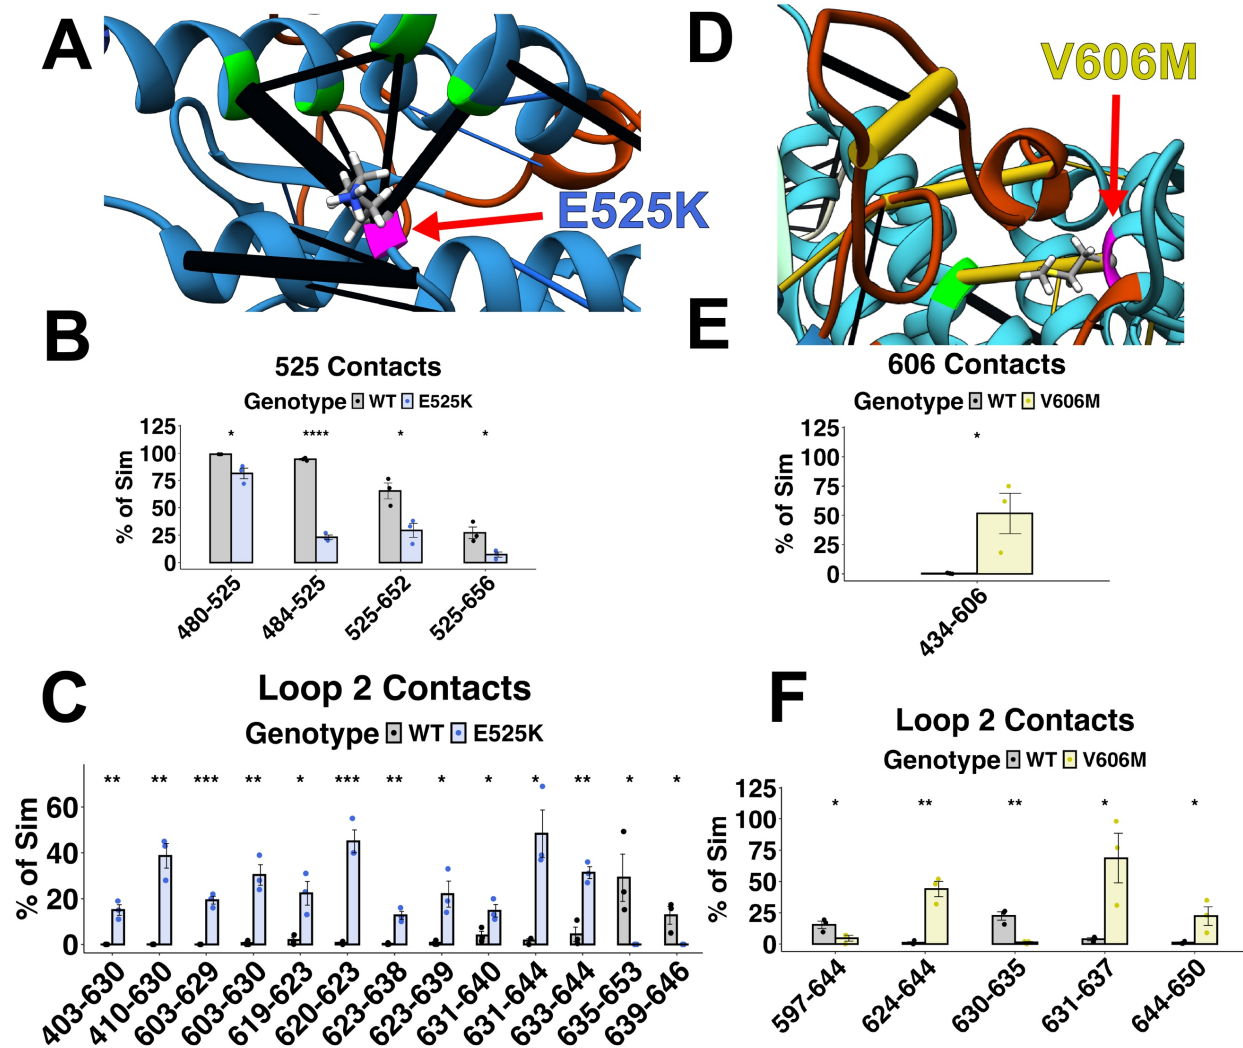 A
E525K
B
525 Contacts
Genotype WT E525K
% of Sim
125
100
75
50
25
0
* **** * *
480-525 484-525 525-652 525-656
C
Loop 2 Contacts
Genotype WT E525K
% of Sim
60
40
20
0
** ** *** ** * *** ** * * * ** * *
403-630 410-630 603-629 603-630 619-623 620-623 623-638 623-639 631-640 631-644 633-644 635-653 639-646
D
V606M
E
606 Contacts
Genotype WT V606M
% of Sim
125
100
75
50
25
0
*
434-606
F
Loop 2 Contacts
Genotype WT V606M
% of Sim
125
100
75
50
25
0
* ** ** * *
597-644 624-644 630-635 631-637 644-650